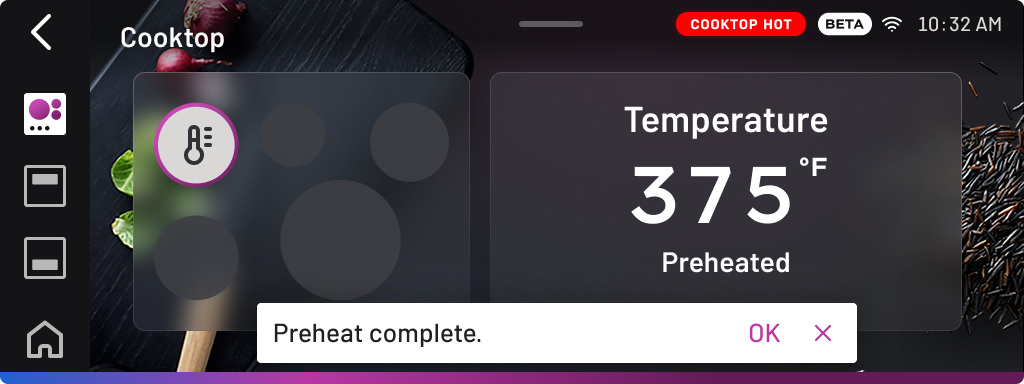 Cooktop
COOKTOP HOT
BETA
10:32 AM
Temperature
375°F
Preheated
Preheat complete.
OK